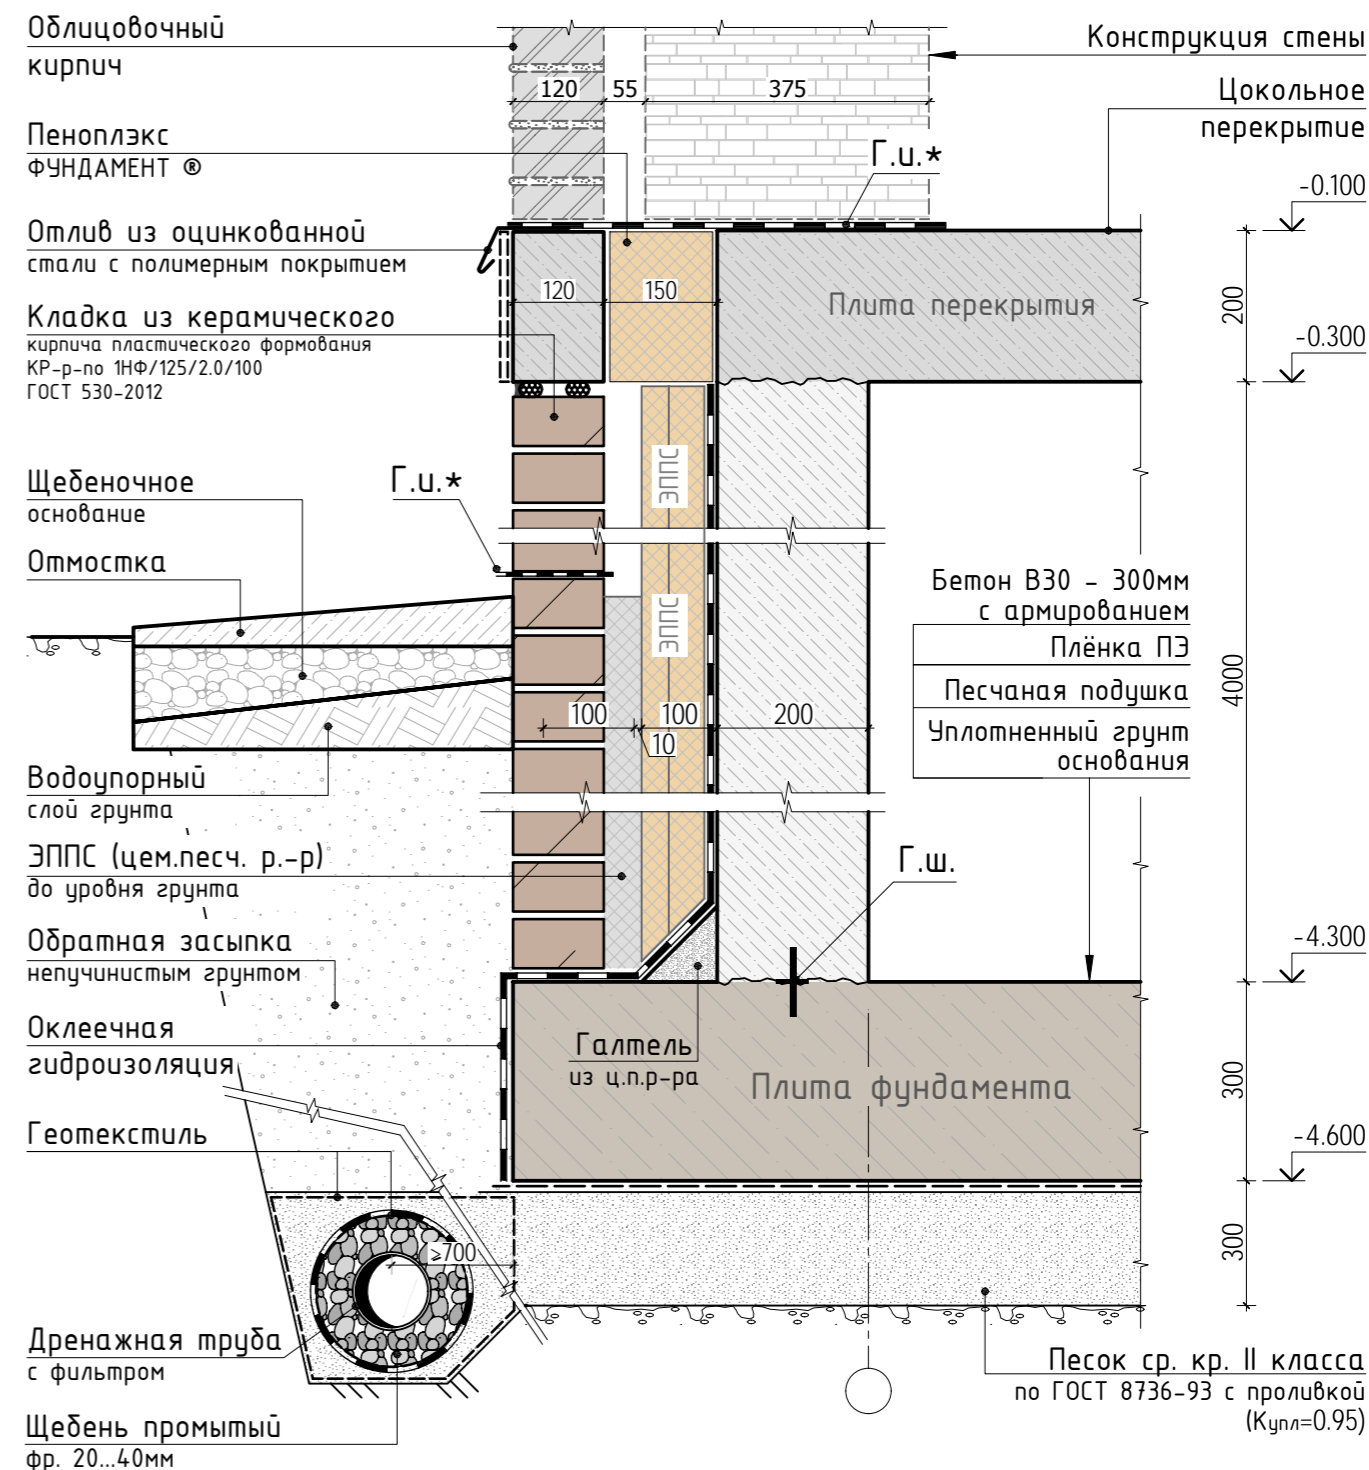 Облицовочный
кирпич
Пеноплэкс
ФУНДАМЕНТ ®
Отлив из оцинкованной
стали с полимерным покрытием
Кладка из керамического
кирпича пластического формования
КР-р-по 1НФ/125/2.0/100
ГОСТ 530-2012
Щебеночное
основание
Отмостка
Водоупорный
слой грунта
ЭППС (цем.песч. р.-р)
до уровня грунта
Обратная засыпка
непучинистым грунтом
Оклеечная
гидроизоляция
Геотекстиль
Дренажная труба
с фильтром
Щебень промытый
фр. 20...40мм
120 55 375
Г.и.*
120 150
Плита перекрытия
Г.и.*
ЭППС
ЭППС
100 100 200
10
Г.ш.
Галтель
из ц.п.р-ра
Плита фундамента
≥700
Конструкция стены
Цокольное
перекрытие
-0.100
200
-0.300
Бетон В30 - 300мм
с армированием
Плёнка ПЭ
Песчаная подушка
Уплотненный грунт
основания
4000
-4.300
300
-4.600
300
Песок ср. кр. II класса
по ГОСТ 8736-93 с проливкой
(Kупл=0.95)